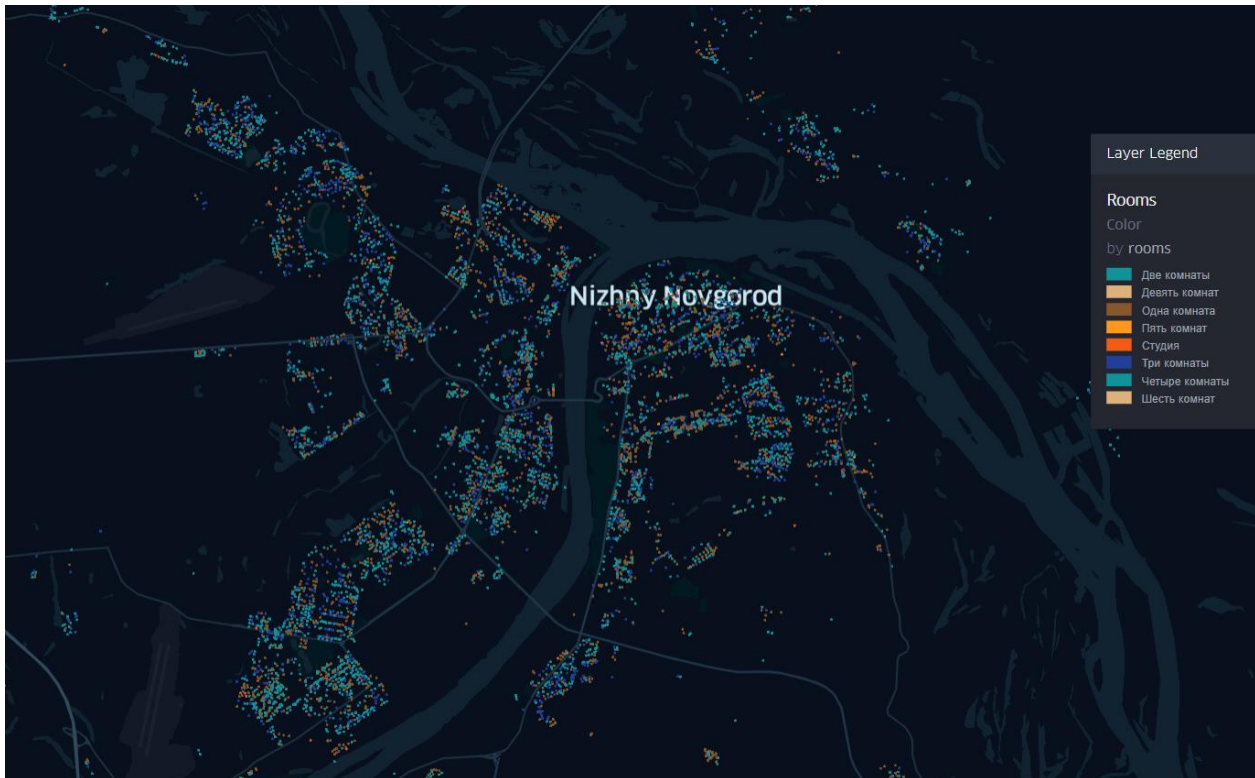 Nizhny Novgorod
Layer Legend
Rooms
Color
by rooms
Две комнаты
Девять комнат
Одна комната
Пять комнат
Студия
Три комнаты
Четыре комнаты
Шесть комнат